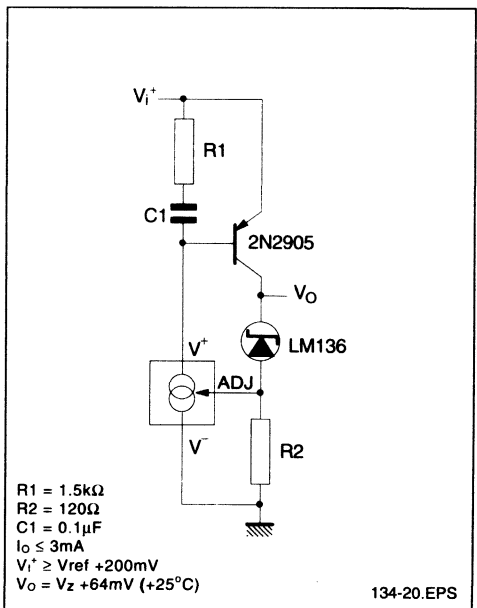 Vi+
R1
C1
2N2905
VO
V+
LM136
ADJ
V-
R2
R1 = 1.5kΩ
R2 = 120Ω
C1 = 0.1µF
IO ≤ 3mA
VI+ ≥ Vref +200mV
VO = VZ +64mV (+25°C)
134-20.EPS